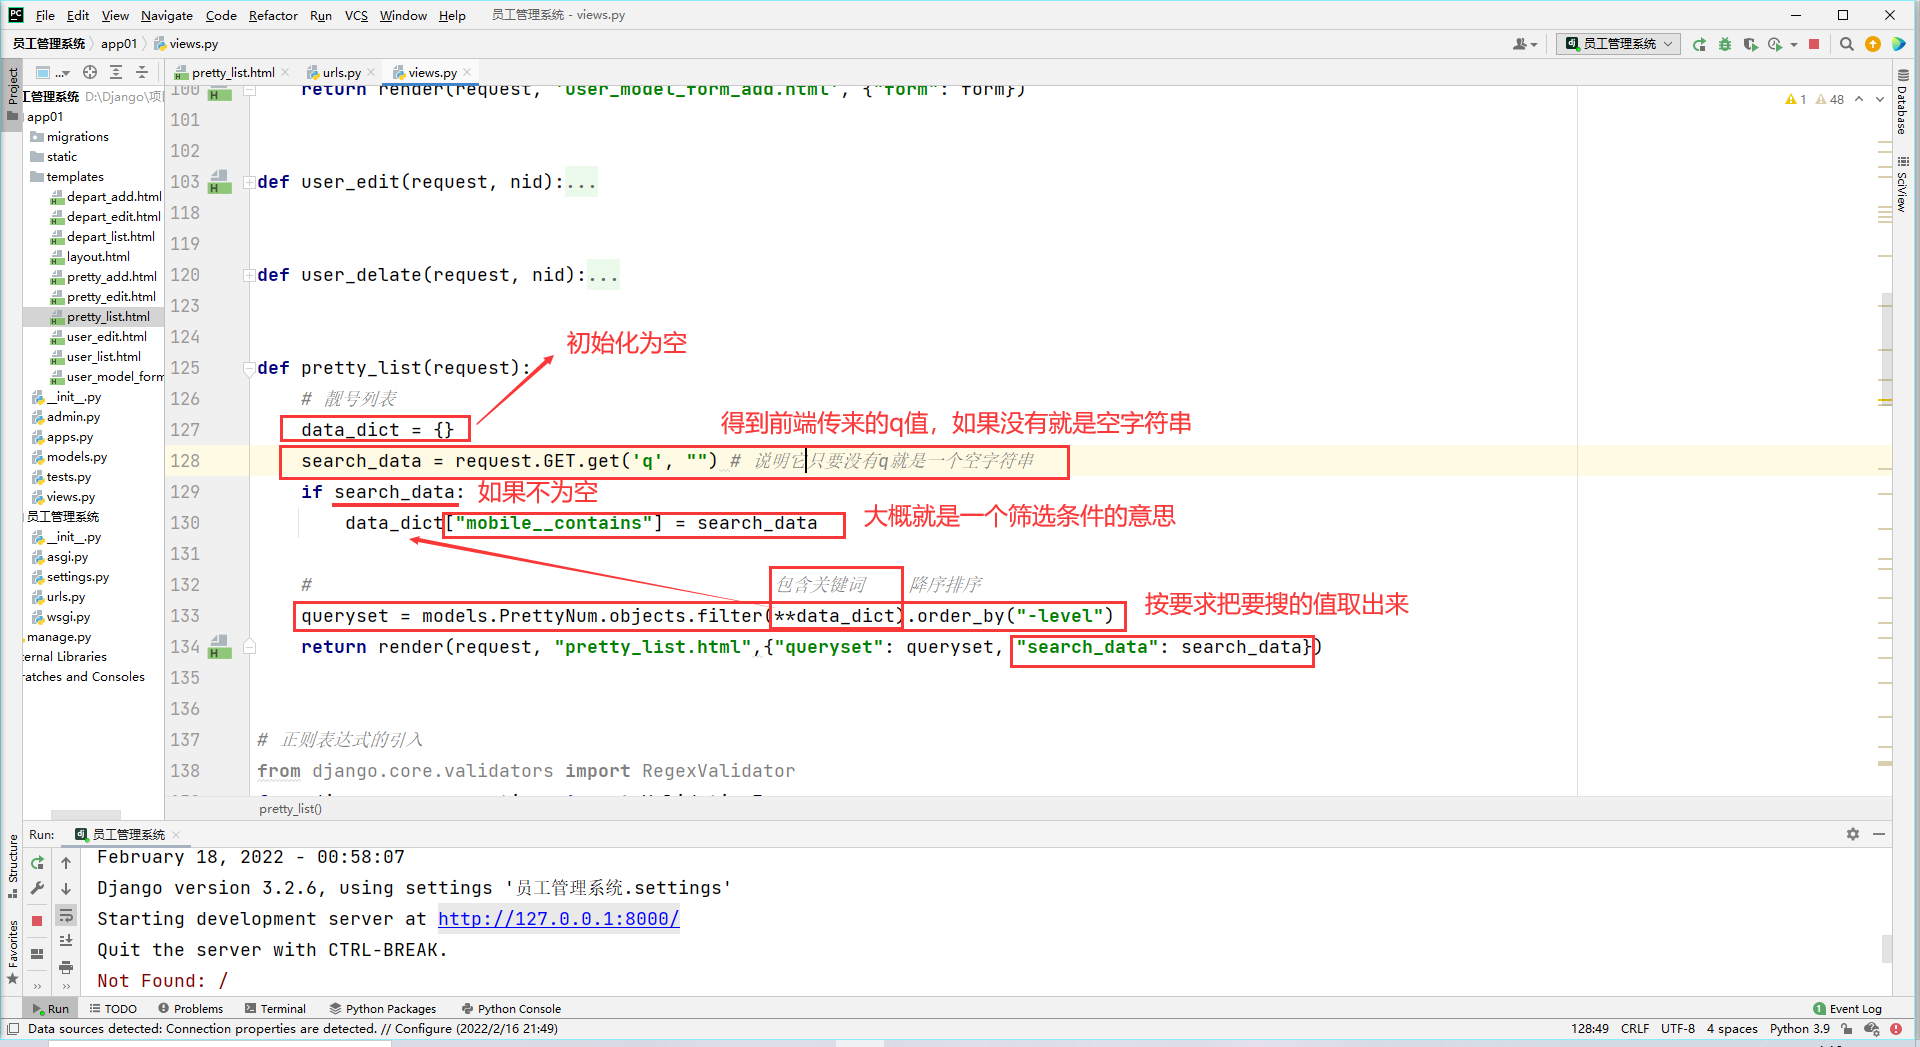 File Edit View Navigate Code Refactor Run VCS Window Help 员工管理系统 - views.py
员工管理系统 app01 views.py
员工管理系统
pretty_list.html urls.py views.py
Project
工管理系统 D:\Django\项
app01
migrations
static
templates
depart_add.html
depart_edit.html
depart_list.html
layout.html
pretty_add.html
pretty_edit.html
pretty_list.html
user_edit.html
user_list.html
user_model_form
__init__.py
admin.py
apps.py
models.py
tests.py
views.py
员工管理系统
__init__.py
asgi.py
settings.py
urls.py
wsgi.py
manage.py
ternal Libraries
ratches and Consoles
1 48
Database
SciView
100 return render(request, 'user_model_form_add.html', {"form": form})
101
102
103 def user_edit(request, nid):...
118
119
120 def user_delate(request, nid):...
123
124
初始化为空
125 def pretty_list(request):
126 # 靓号列表
127 data_dict = {}
得到前端传来的q值，如果没有就是空字符串
128 search_data = request.GET.get('q', "") # 说明它只要没有q就是一个空字符串
129 if search_data: 如果不为空
130 data_dict["mobile__contains"] = search_data 大概就是一个筛选条件的意思
131
132 # 包含关键词 降序排序
133 queryset = models.PrettyNum.objects.filter(**data_dict).order_by("-level") 按要求把要搜的值取出来
134 return render(request, "pretty_list.html",{"queryset": queryset, "search_data": search_data})
135
136
137 # 正则表达式的引入
138 from django.core.validators import RegexValidator
pretty_list()
Run: 员工管理系统
Structure
Favorites
February 18, 2022 - 00:58:07
Django version 3.2.6, using settings '员工管理系统.settings'
Starting development server at http://127.0.0.1:8000/
Quit the server with CTRL-BREAK.
Not Found: /
Run TODO Problems Terminal Python Packages Python Console 1 Event Log
Data sources detected: Connection properties are detected. // Configure (2022/2/16 21:49) 128:49 CRLF UTF-8 4 spaces Python 3.9